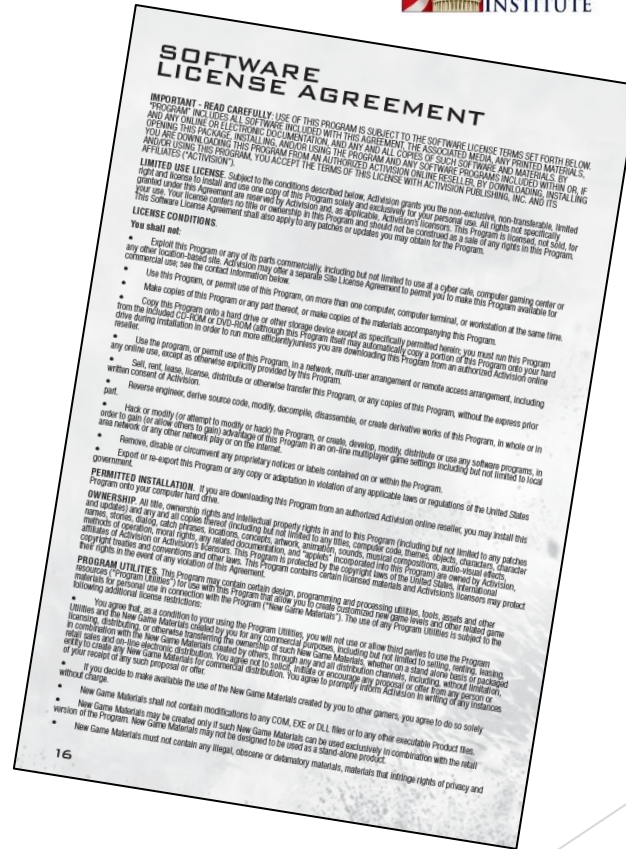 INSTITUTE
SOFTWARE
LICENSE AGREEMENT
IMPORTANT - READ CAREFULLY: USE OF THIS PROGRAM IS SUBJECT TO THE SOFTWARE LICENSE TERMS SET FORTH BELOW.
"PROGRAM" INCLUDES ALL SOFTWARE INCLUDED WITH THIS AGREEMENT, THE ASSOCIATED MEDIA, ANY PRINTED MATERIALS,
AND ANY ONLINE OR ELECTRONIC DOCUMENTATION, AND ANY AND ALL COPIES OF SUCH SOFTWARE AND MATERIALS. BY
OPENING THIS PACKAGE, INSTALLING, AND/OR USING THE PROGRAM AND ANY SOFTWARE PROGRAMS INCLUDED WITHIN OR, IF
YOU ARE DOWNLOADING THIS PROGRAM FROM AN AUTHORIZED ACTIVISION ONLINE RESELLER, BY DOWNLOADING, INSTALLING
AND/OR USING THIS PROGRAM, YOU ACCEPT THE TERMS OF THIS LICENSE WITH ACTIVISION PUBLISHING, INC. AND ITS
AFFILIATES ("ACTIVISION").
LIMITED USE LICENSE. Subject to the conditions described below, Activision grants you the non-exclusive, non-transferable, limited
right and license to install and use one copy of this Program solely and exclusively for your personal use. All rights not specifically
granted under this Agreement are reserved by Activision and, as applicable, Activision's licensors. This Program is licensed, not sold, for
your use. Your license confers no title or ownership in this Program and should not be construed as a sale of any rights in this Program.
This Software License Agreement shall also apply to any patches or updates you may obtain for the Program.
LICENSE CONDITIONS.
You shall not:
• Exploit this Program or any of its parts commercially, including but not limited to use at a cyber cafe, computer gaming center or
any other location-based site. Activision may offer a separate Site License Agreement to permit you to make this Program available for
commercial use; see the contact information below.
• Use this Program, or permit use of this Program, on more than one computer, computer terminal, or workstation at the same time.
• Make copies of this Program or any part thereof, or make copies of the materials accompanying this Program.
• Copy this Program onto a hard drive or other storage device except as specifically permitted herein; you must run this Program
from the included CD-ROM or DVD-ROM (although this Program itself may automatically copy a portion of this Program onto your hard
drive during installation in order to run more efficiently)unless you are downloading this Program from an authorized Activision online
reseller.
• Use the program, or permit use of this Program, in a network, multi-user arrangement or remote access arrangement, including
any online use, except as otherwise explicitly provided by this Program.
• Sell, rent, lease, license, distribute or otherwise transfer this Program, or any copies of this Program, without the express prior
written consent of Activision.
• Reverse engineer, derive source code, modify, decompile, disassemble, or create derivative works of this Program, in whole or in
part.
• Hack or modify (or attempt to modify or hack) the Program, or create, develop, modify, distribute or use any software programs, in
order to gain (or allow others to gain) advantage of this Program in an on-line multiplayer game settings including but not limited to local
area network or any other network play or on the Internet.
• Remove, disable or circumvent any proprietary notices or labels contained on or within the Program.
• Export or re-export this Program or any copy or adaptation in violation of any applicable laws or regulations of the United States
government.
PERMITTED INSTALLATION. If you are downloading this Program from an authorized Activision online reseller, you may install this
Program onto your computer hard drive.
OWNERSHIP. All title, ownership rights and intellectual property rights in and to this Program (including but not limited to any patches
and updates) and any and all copies thereof (including but not limited to any titles, computer code, themes, objects, characters, character
names, stories, dialog, catch phrases, locations, concepts, artwork, animation, sounds, musical compositions, audio-visual effects,
methods of operation, moral rights, any related documentation, and "applets" incorporated into this Program) are owned by Activision,
affiliates of Activision or Activision's licensors. This Program is protected by the copyright laws of the United States, international
copyright treaties and conventions and other laws. This Program contains certain licensed materials and Activision's licensors may protect
their rights in the event of any violation of this Agreement.
PROGRAM UTILITIES. This Program may contain certain design, programming and processing utilities, tools, assets and other
resources ("Program Utilities") for use with this Program that allow you to create customized new game levels and other related game
materials for personal use in connection with the Program ("New Game Materials"). The use of any Program Utilities is subject to the
following additional license restrictions:
• You agree that, as a condition to your using the Program Utilities, you will not use or allow third parties to use the Program
Utilities and the New Game Materials created by you for any commercial purposes, including but not limited to selling, renting, leasing,
licensing, distributing, or otherwise transferring the ownership of such New Game Materials, whether on a stand alone basis or packaged
in combination with the New Game Materials created by others, through any and all distribution channels, including, without limitation,
retail sales and on-line electronic distribution. You agree not to solicit, initiate or encourage any proposal or offer from any person or
entity to create any New Game Materials for commercial distribution. You agree to promptly inform Activision in writing of any instances
of your receipt of any such proposal or offer.
• If you decide to make available the use of the New Game Materials created by you to other gamers, you agree to do so solely
without charge.
• New Game Materials shall not contain modifications to any COM, EXE or DLL files or to any other executable Product files.
• New Game Materials may be created only if such New Game Materials can be used exclusively in combination with the retail
version of the Program. New Game Materials may not be designed to be used as a stand-alone product.
• New Game Materials must not contain any illegal, obscene or defamatory materials, materials that infringe rights of privacy and
16